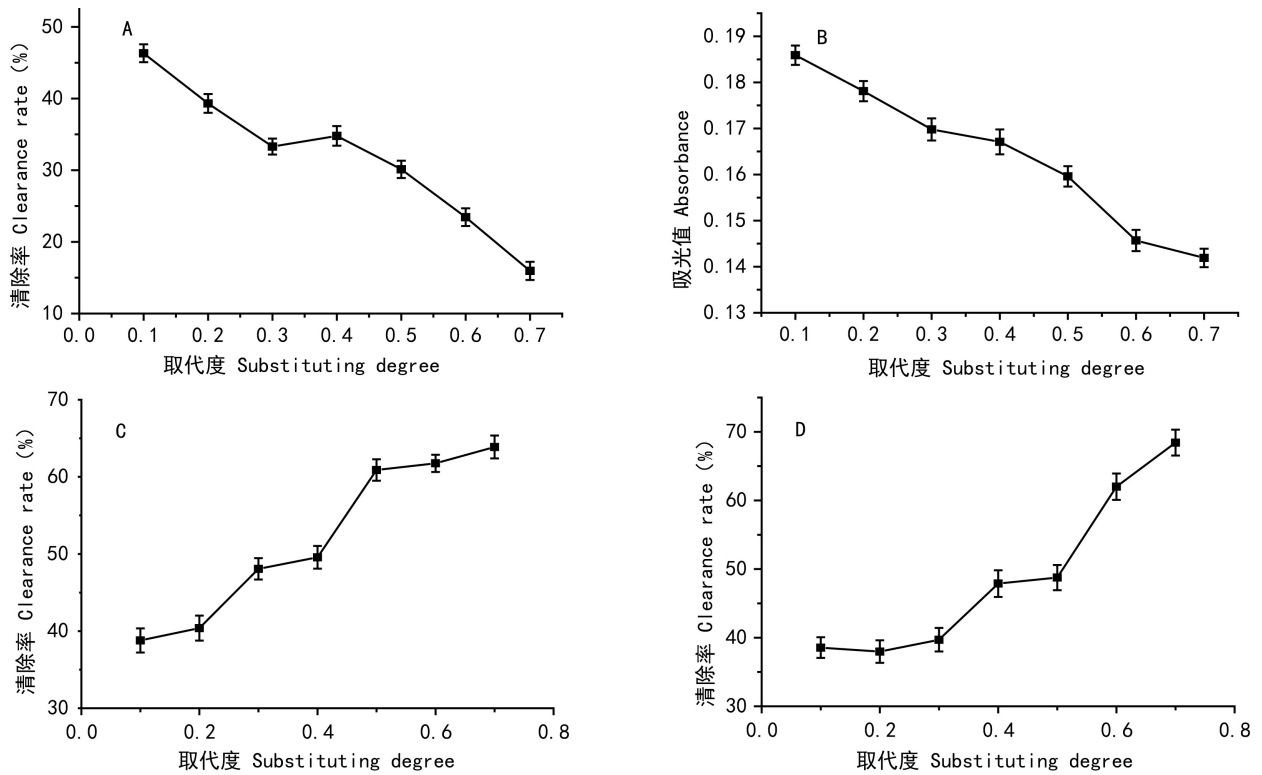 A
清除率 Clearance rate (%)
50
40
30
20
10
0.0 0.1 0.2 0.3 0.4 0.5 0.6 0.7
取代度 Substituting degree
B
吸光值 Absorbance
0.19
0.18
0.17
0.16
0.15
0.14
0.13
0.1 0.2 0.3 0.4 0.5 0.6 0.7
取代度 Substituting degree
C
清除率 Clearance rate (%)
70
60
50
40
30
0.0 0.2 0.4 0.6 0.8
取代度 Substituting degree
D
清除率 Clearance rate (%)
70
60
50
40
30
0.0 0.2 0.4 0.6 0.8
取代度 Substituting degree